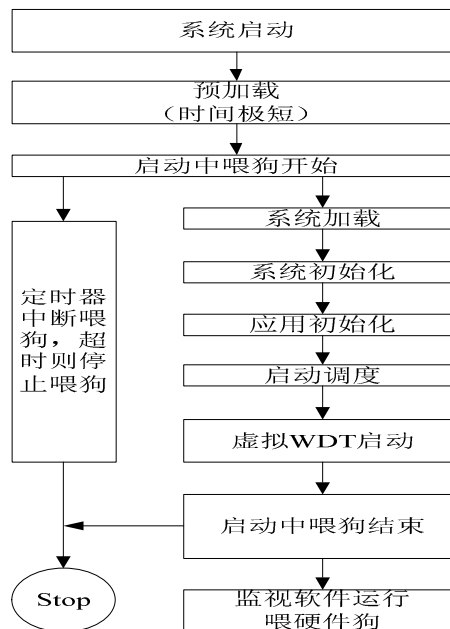 系统启动
预加载
（时间极短）
启动中喂狗开始
定时器
中断喂
狗，超
时则停
止喂狗
系统加载
系统初始化
应用初始化
启动调度
虚拟WDT启动
启动中喂狗结束
Stop
监视软件运行
喂硬件狗